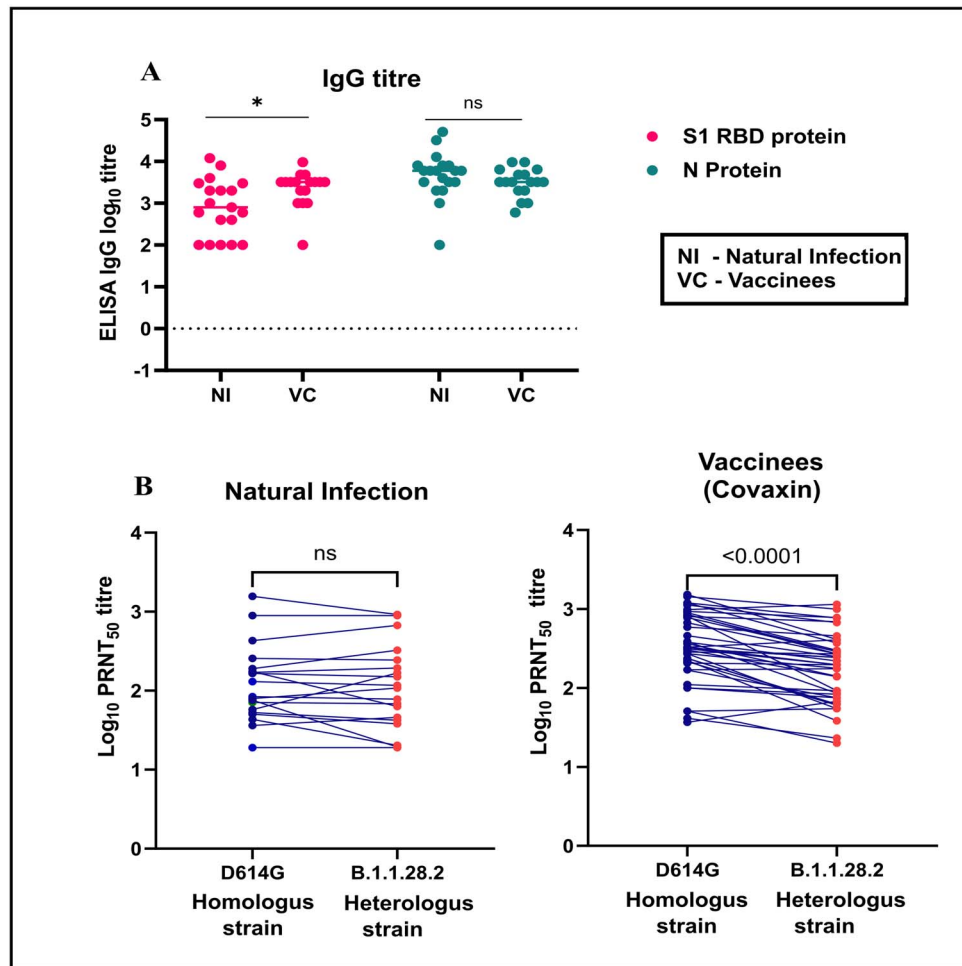 A
IgG titre
*
ns
ELISA IgG log10 titre
5
4
3
2
1
0
-1
NI
VC
NI
VC
S1 RBD protein
N Protein
NI - Natural Infection
VC - Vaccinees
B
Natural Infection
ns
Log10 PRNT50 titre
4
3
2
1
0
D614G
B.1.1.28.2
Homologus
Heterologus
strain
strain
Vaccinees
(Covaxin)
<0.0001
Log10 PRNT50 titre
4
3
2
1
0
D614G
B.1.1.28.2
Homologus
Heterologus
strain
strain